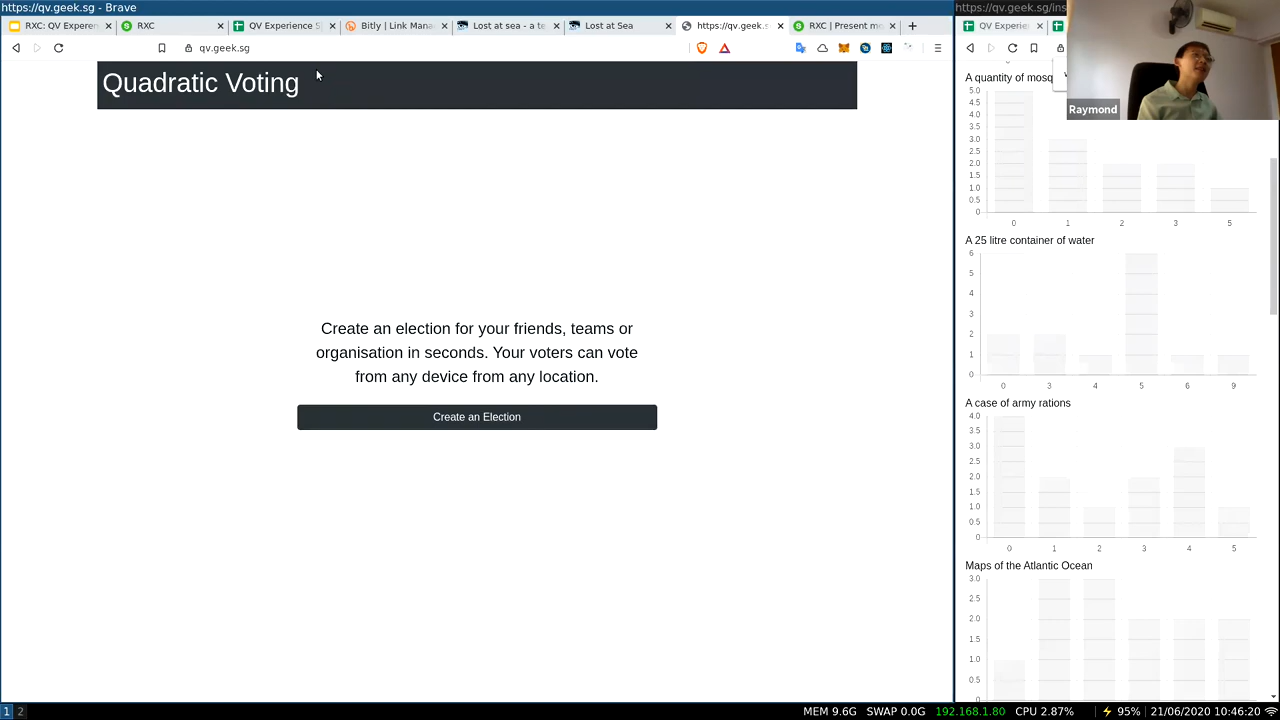 https://qv.geek.sg - Brave
RXC: QV Experen
RXC
QV Experience S
Bitly | Link Mana
Lost at sea - a te
Lost at Sea
https://qv.geek.s
RXC | Present mo
qv.geek.sg
Quadratic Voting
Create an election for your friends, teams or
organisation in seconds. Your voters can vote
from any device from any location.
Create an Election
https://qv.geek.sg/ins
QV Experie
Raymond
A quantity of mosq
5.0
4.5
4.0
3.5
3.0
2.5
2.0
1.5
1.0
0.5
0
0 1 2 3 5
A 25 litre container of water
6
5
4
3
2
1
0
0 3 4 5 6 9
A case of army rations
4.0
3.5
3.0
2.5
2.0
1.5
1.0
0.5
0
0 1 2 3 4 5
Maps of the Atlantic Ocean
3.0
2.5
2.0
1.5
1.0
0.5
1 2
MEM 9.6G SWAP 0.0G 192.168.1.80 CPU 2.87% 95% 21/06/2020 10:46:20